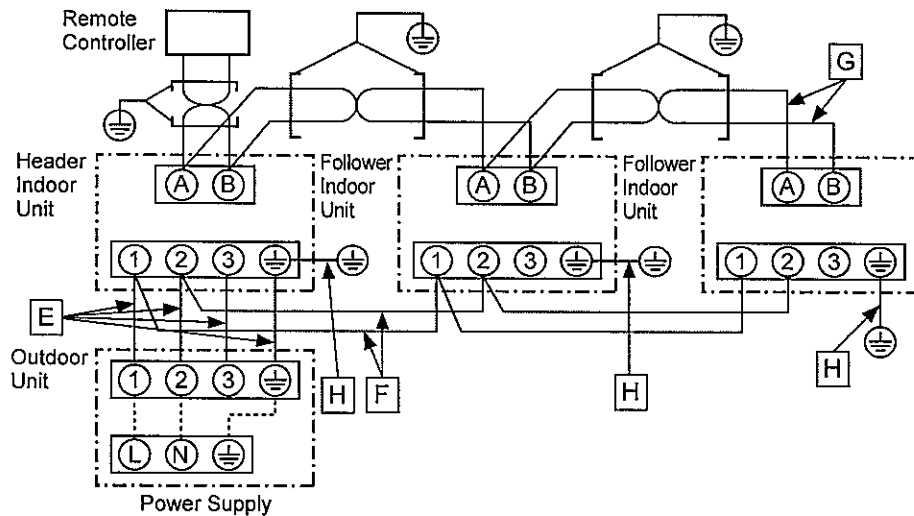 Remote
Controller
G
Header
Indoor
Unit
A B
Follower
Indoor
Unit
A B
Follower
Indoor
Unit
A B
1 2 3
1 2 3
1 2 3
E
Outdoor
Unit
1 2 3
H
F
H
H
L N
Power Supply